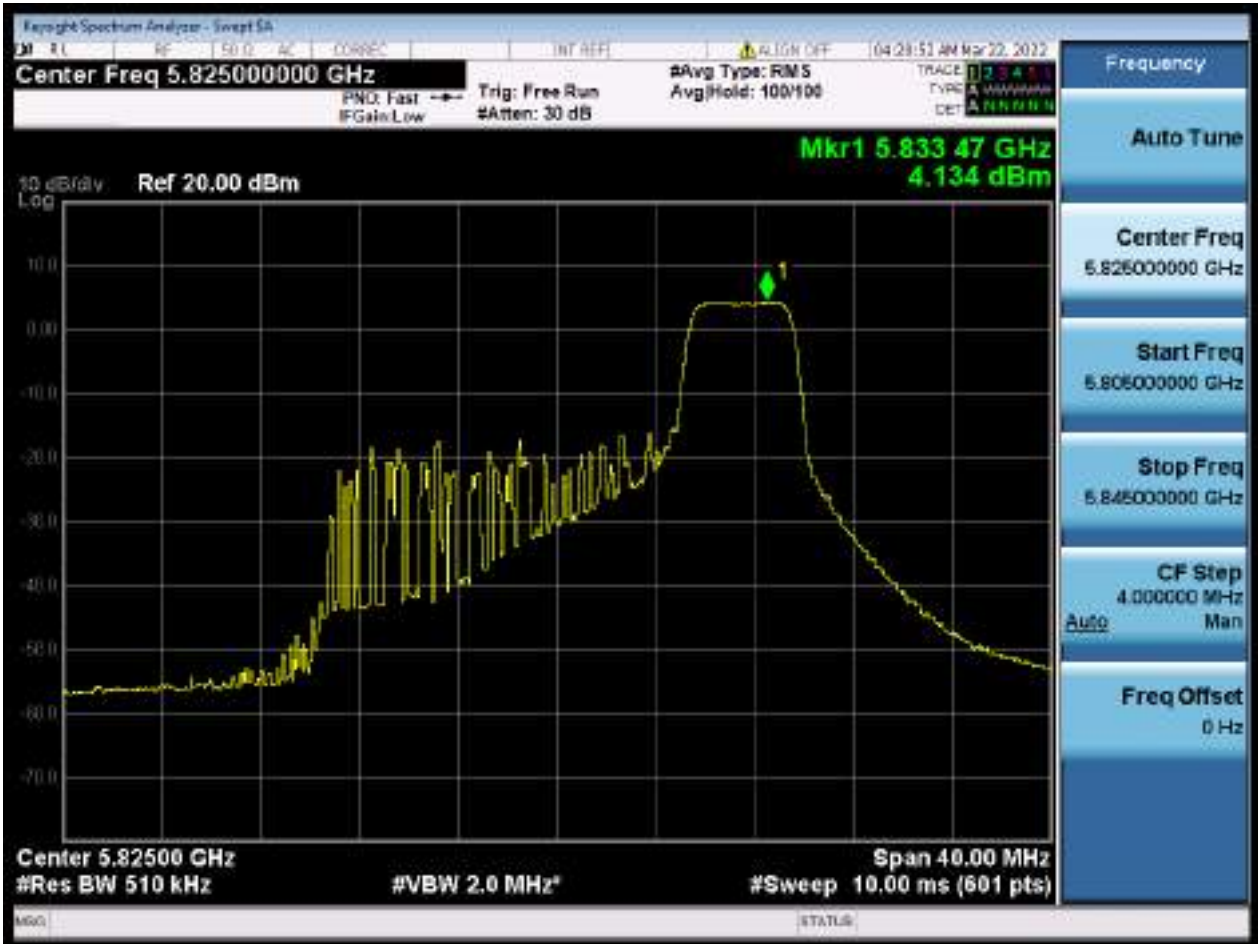 Keysight Spectrum Analyzer - Swept SA
RL RF 50 Ω AC CORREC INT REF ALIGN OFF 04:28:52 AM Mar 22, 2022
Center Freq 5.825000000 GHz
PNO: Fast
IFGain:Low
Trig: Free Run
#Atten: 30 dB
#Avg Type: RMS
Avg|Hold: 100/100
TRACE 1 2 3 4 5 6
TYPE A WWWWW
DET A N N N N N
Mkr1 5.833 47 GHz
4.134 dBm
10 dB/div Ref 20.00 dBm
Log
10.0
0.00
-10.0
-20.0
-30.0
-40.0
-50.0
-60.0
-70.0
1
Center 5.82500 GHz
Span 40.00 MHz
#Res BW 510 kHz
#VBW 2.0 MHz*
#Sweep 10.00 ms (601 pts)
MSG
STATUS
Frequency
Auto Tune
Center Freq
5.825000000 GHz
Start Freq
5.805000000 GHz
Stop Freq
5.845000000 GHz
CF Step
4.000000 MHz
Auto Man
Freq Offset
0 Hz